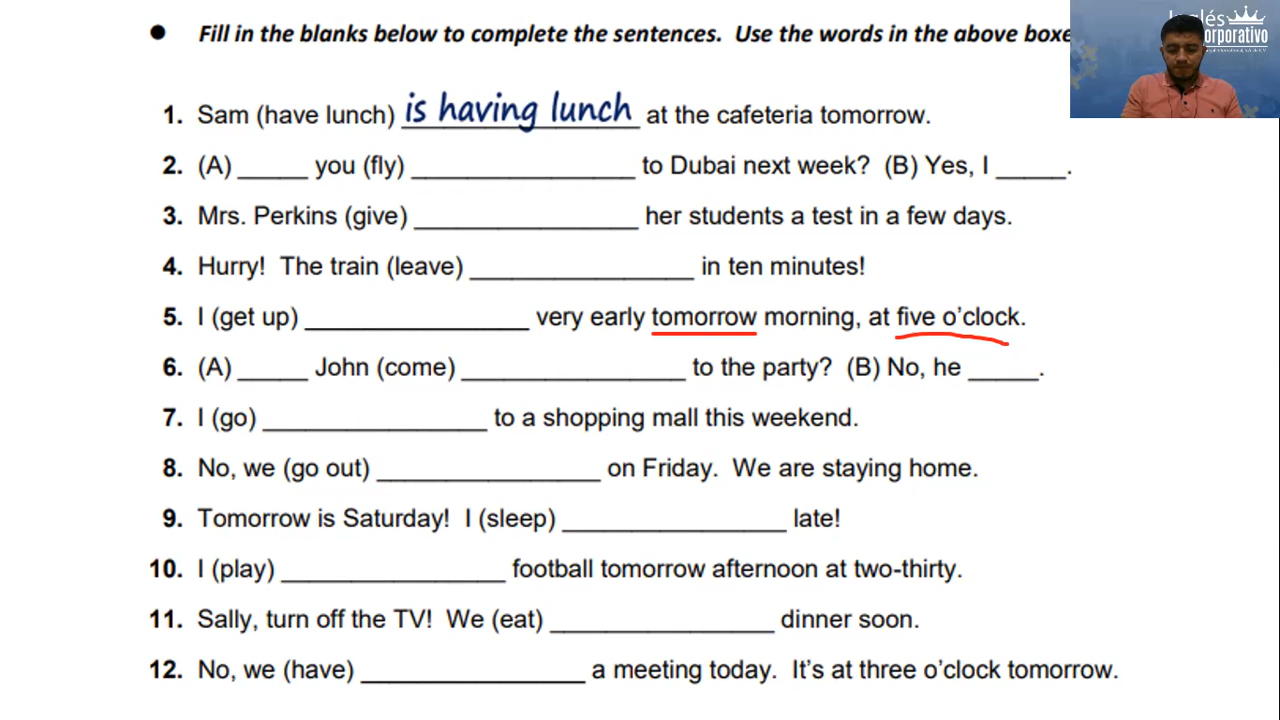 ● Fill in the blanks below to complete the sentences. Use the words in the above boxe
Inglés
corporativo
1. Sam (have lunch) is having lunch at the cafeteria tomorrow.
2. (A) _____ you (fly) ________________ to Dubai next week? (B) Yes, I _____.
3. Mrs. Perkins (give) ________________ her students a test in a few days.
4. Hurry! The train (leave) ________________ in ten minutes!
5. I (get up) ________________ very early tomorrow morning, at five o'clock.
6. (A) _____ John (come) ________________ to the party? (B) No, he _____.
7. I (go) ________________ to a shopping mall this weekend.
8. No, we (go out) ________________ on Friday. We are staying home.
9. Tomorrow is Saturday! I (sleep) ________________ late!
10. I (play) ________________ football tomorrow afternoon at two-thirty.
11. Sally, turn off the TV! We (eat) ________________ dinner soon.
12. No, we (have) ________________ a meeting today. It's at three o'clock tomorrow.